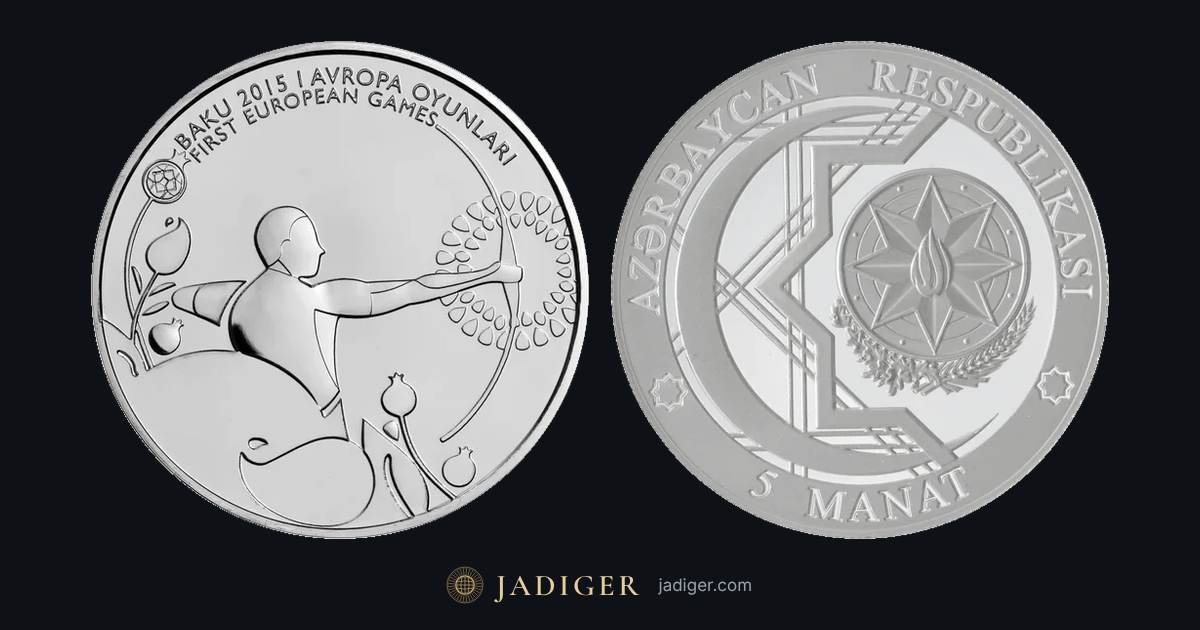 BAKU 2015 I AVROPA OYUNLARI
FIRST EUROPEAN GAMES
AZƏRBAYCAN RESPUBLİKASI
5 MANAT
JADIGER
jadiger.com